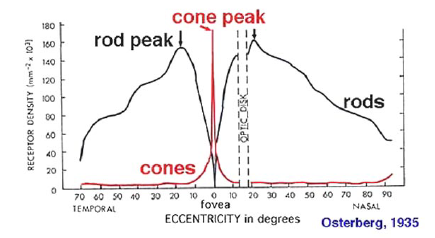 cone peak
rod peak
rods
cones
RECEPTOR DENSITY (mm⁻² x 10³)
180
160
140
120
100
80
60
40
20
0
OPTIC DISK
70 60 50 40 30 20 10 fovea 10 20 30 40 50 60 70 80 90
TEMPORAL
NASAL
ECCENTRICITY in degrees
Osterberg, 1935